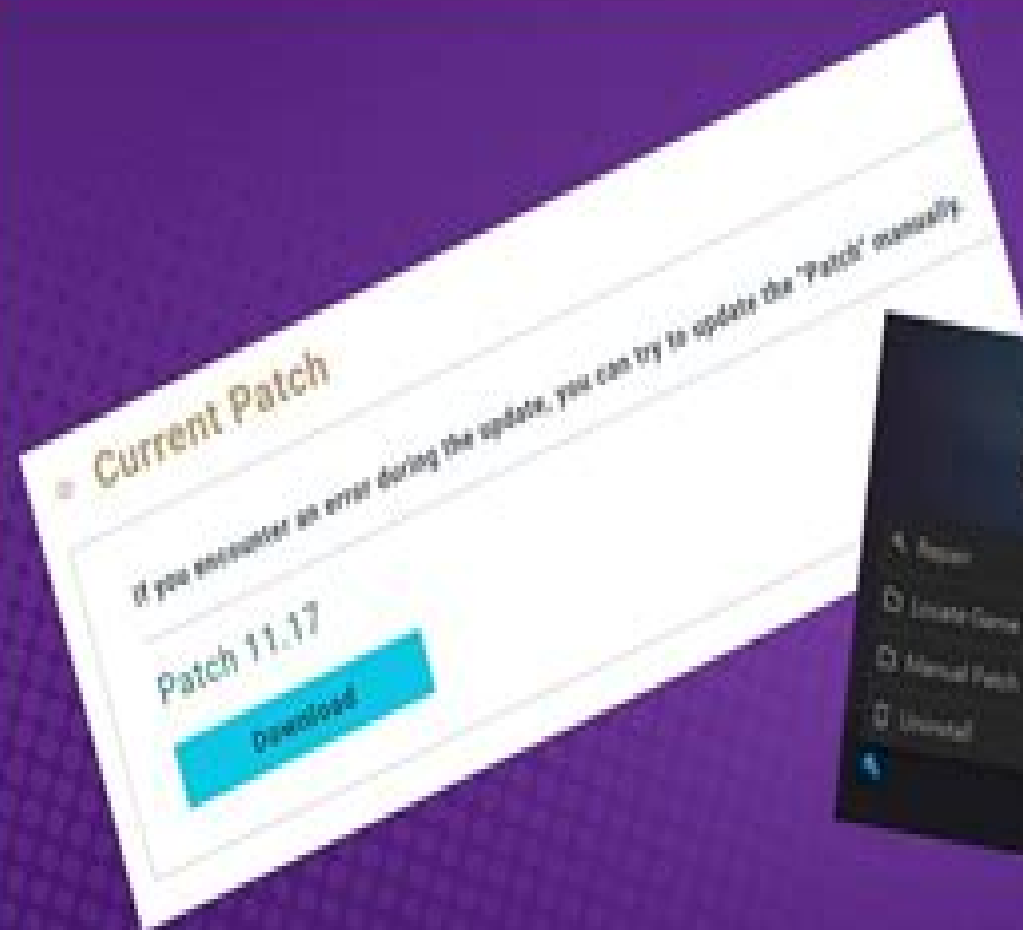 Current Patch
If you encounter an error during the update, you can try to update the "Patch" manually.
Patch 11.17
Download
Repair
Locate Game
Manual Patch
Uninstall